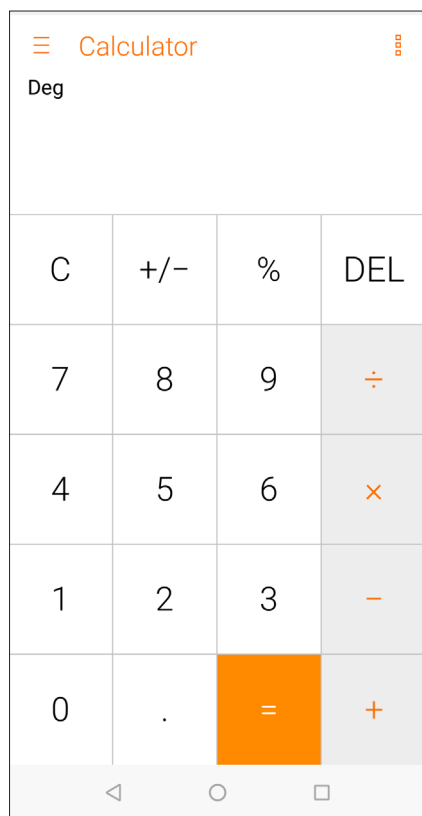 Calculator
Deg
C +/− % DEL
7 8 9 ÷
4 5 6 ×
1 2 3 −
0 . = +